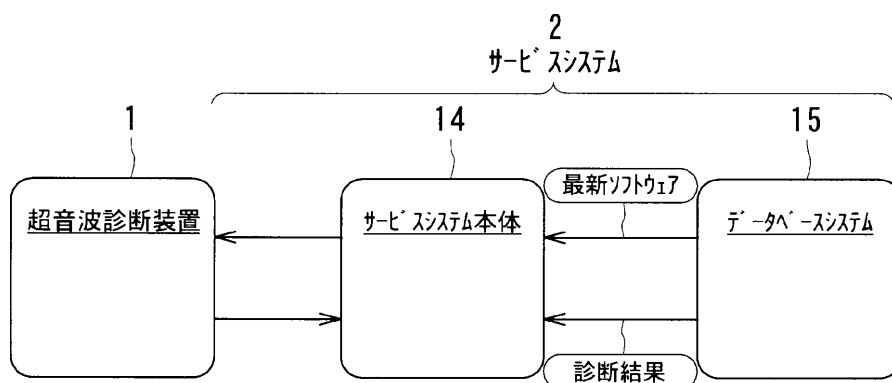 2
サービスシステム
1
14
15
最新ソフトウェア
超音波診断装置
サービスシステム本体
データベースシステム
診断結果